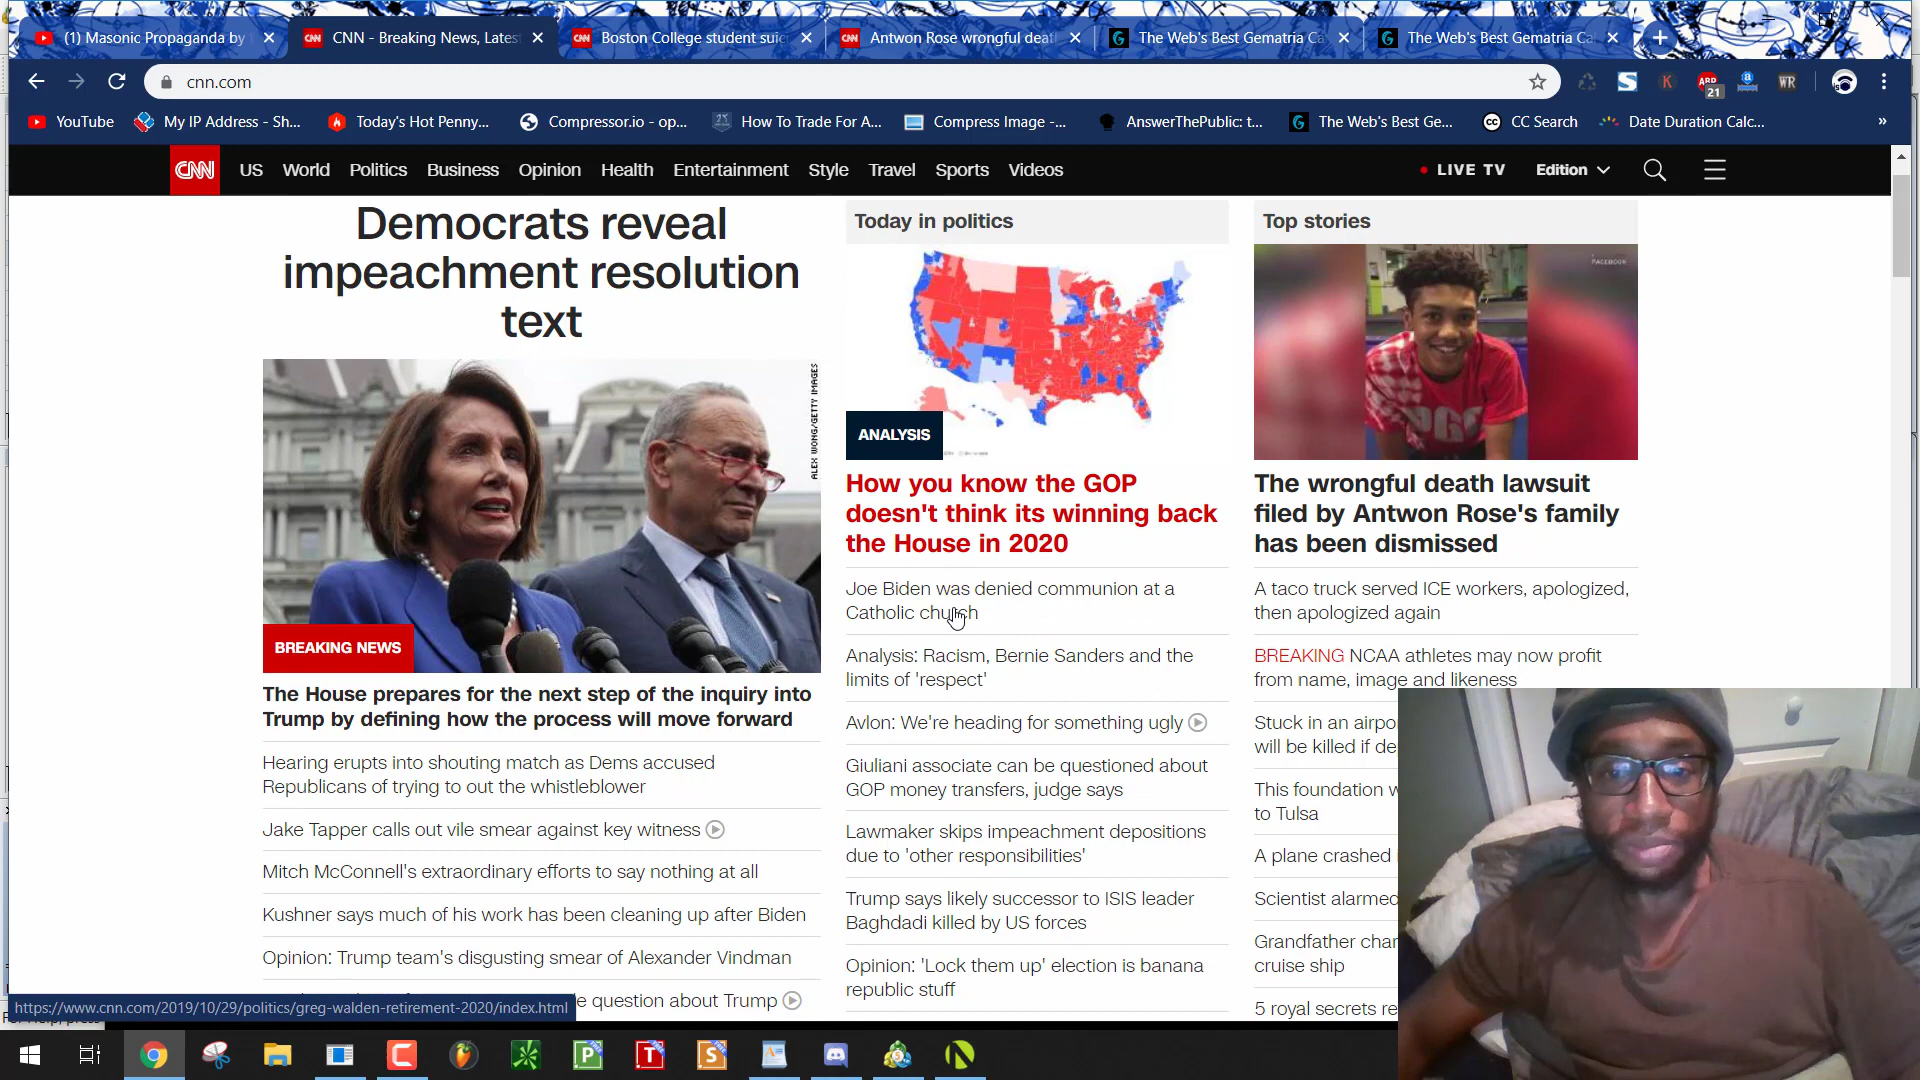 (1) Masonic Propaganda by
CNN - Breaking News, Latest
Boston College student suic
Antwon Rose wrongful deat
The Web's Best Gematria Ca
The Web's Best Gematria Ca
cnn.com
ABP
21
WR
YouTube
My IP Address - Sh...
Today's Hot Penny...
Compressor.io - op...
How To Trade For A...
Compress Image -...
AnswerThePublic: t...
The Web's Best Ge...
CC Search
Date Duration Calc...
»
CNN
US
World
Politics
Business
Opinion
Health
Entertainment
Style
Travel
Sports
Videos
LIVE TV
Edition
Democrats reveal
impeachment resolution
text
ALEX WONG/GETTY IMAGES
BREAKING NEWS
The House prepares for the next step of the inquiry into
Trump by defining how the process will move forward
Hearing erupts into shouting match as Dems accused
Republicans of trying to out the whistleblower
Jake Tapper calls out vile smear against key witness
Mitch McConnell's extraordinary efforts to say nothing at all
Kushner says much of his work has been cleaning up after Biden
Opinion: Trump team's disgusting smear of Alexander Vindman
e question about Trump
https://www.cnn.com/2019/10/29/politics/greg-walden-retirement-2020/index.html
Today in politics
ANALYSIS
How you know the GOP
doesn't think its winning back
the House in 2020
Joe Biden was denied communion at a
Catholic church
Analysis: Racism, Bernie Sanders and the
limits of 'respect'
Avlon: We're heading for something ugly
Giuliani associate can be questioned about
GOP money transfers, judge says
Lawmaker skips impeachment depositions
due to 'other responsibilities'
Trump says likely successor to ISIS leader
Baghdadi killed by US forces
Opinion: 'Lock them up' election is banana
republic stuff
Top stories
FACEBOOK
The wrongful death lawsuit
filed by Antwon Rose's family
has been dismissed
A taco truck served ICE workers, apologized,
then apologized again
BREAKING NCAA athletes may now profit
from name, image and likeness
Stuck in an airpo
will be killed if de
This foundation w
to Tulsa
A plane crashed i
Scientist alarmed
Grandfather char
cruise ship
5 royal secrets re